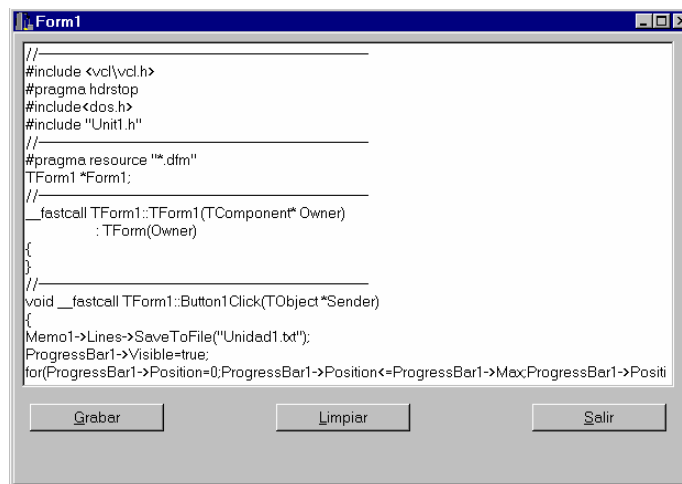 Form1
//————————————————————
#include <vcl\vcl.h>
#pragma hdrstop
#include<dos.h>
#include "Unit1.h"
//————————————————————
#pragma resource "*.dfm"
TForm1 *Form1;
//————————————————————
__fastcall TForm1::TForm1(TComponent* Owner)
: TForm(Owner)
{
}
//————————————————————
void __fastcall TForm1::Button1Click(TObject *Sender)
{
Memo1->Lines->SaveToFile("Unidad1.txt");
ProgressBar1->Visible=true;
for(ProgressBar1->Position=0;ProgressBar1->Position<=ProgressBar1->Max;ProgressBar1->Positi
Grabar Limpiar Salir